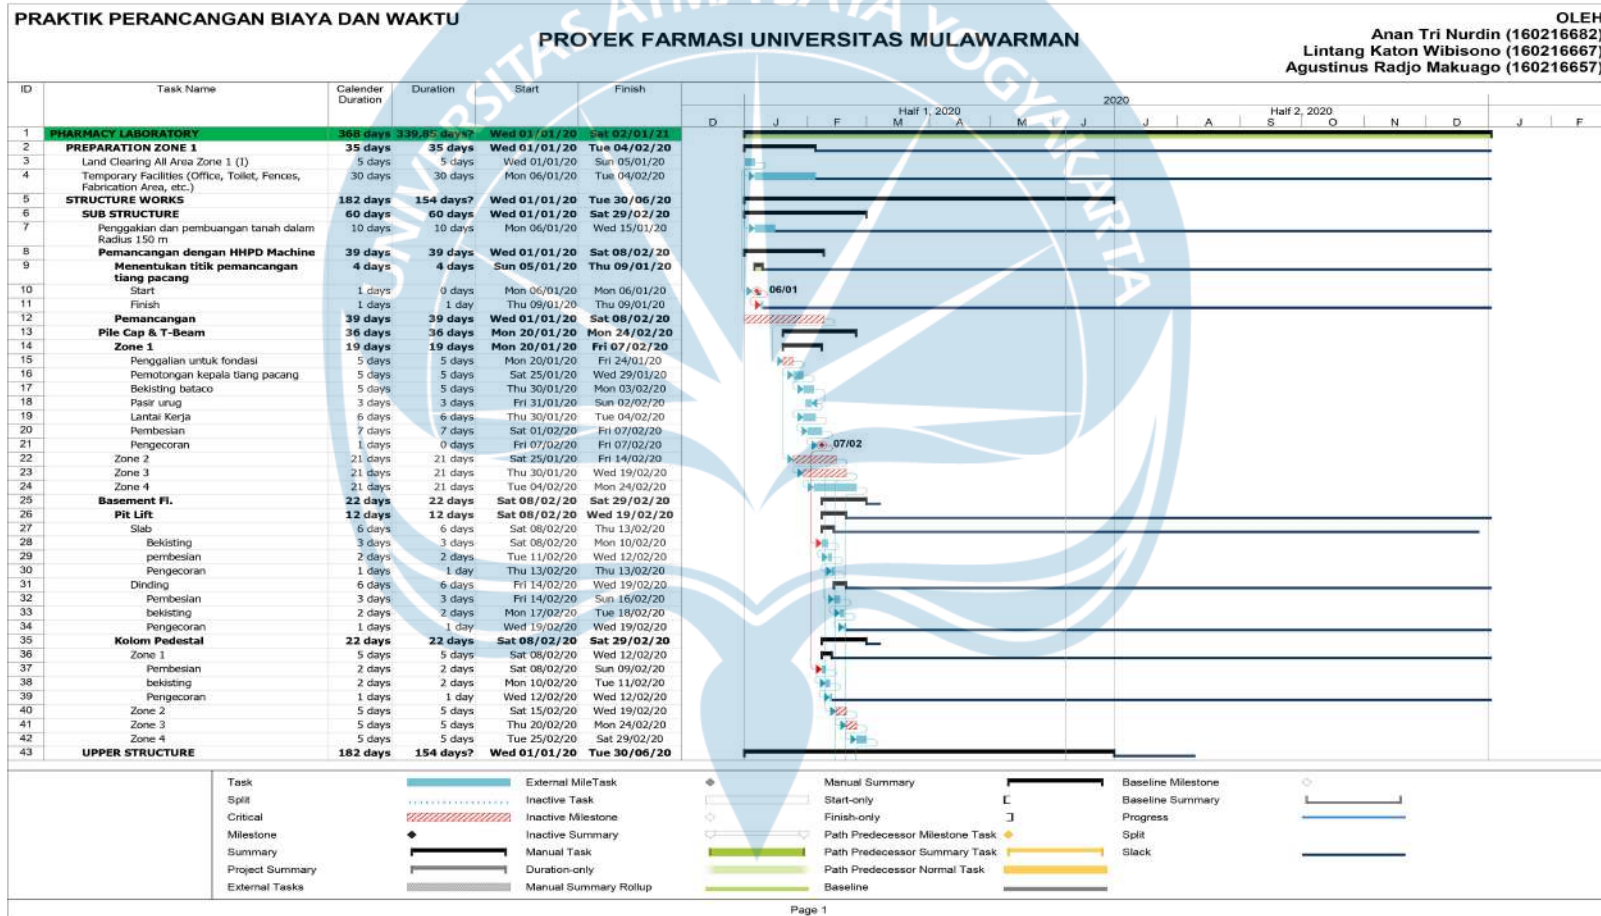 PRAKTIK PERANCANGAN BIAYA DAN WAKTU
PROYEK FARMASI UNIVERSITAS MULAWARMAN
OLEH
Anan Tri Nurdin (160216682)
Lintang Katon Wibisono (160216667)
Agustinus Radjo Makuago (160216657)
UNIVERSITAS ATMA JAYA YOGYAKARTA
ID Task Name Calender Duration Duration Start Finish
2020
Half 1, 2020 Half 2, 2020
D J F M A M J J A S O N D J F
1 PHARMACY LABORATORY 368 days 339,85 days? Wed 01/01/20 Sat 02/01/21
2 PREPARATION ZONE 1 35 days 35 days Wed 01/01/20 Tue 04/02/20
3 Land Clearing All Area Zone 1 (I) 5 days 5 days Wed 01/01/20 Sun 05/01/20
4 Temporary Facilities (Office, Toilet, Fences, 30 days 30 days Mon 06/01/20 Tue 04/02/20
Fabrication Area, etc.)
5 STRUCTURE WORKS 182 days 154 days? Wed 01/01/20 Tue 30/06/20
6 SUB STRUCTURE 60 days 60 days Wed 01/01/20 Sat 29/02/20
7 Penggakian dan pembuangan tanah dalam 10 days 10 days Mon 06/01/20 Wed 15/01/20
Radius 150 m
8 Pemancangan dengan HHPD Machine 39 days 39 days Wed 01/01/20 Sat 08/02/20
9 Menentukan titik pemancangan 4 days 4 days Sun 05/01/20 Thu 09/01/20
tiang pacang
10 Start 1 days 0 days Mon 06/01/20 Mon 06/01/20 06/01
11 Finish 1 days 1 day Thu 09/01/20 Thu 09/01/20
12 Pemancangan 39 days 39 days Wed 01/01/20 Sat 08/02/20
13 Pile Cap & T-Beam 36 days 36 days Mon 20/01/20 Mon 24/02/20
14 Zone 1 19 days 19 days Mon 20/01/20 Fri 07/02/20
15 Penggalian untuk fondasi 5 days 5 days Mon 20/01/20 Fri 24/01/20
16 Pemotongan kepala tiang pacang 5 days 5 days Sat 25/01/20 Wed 29/01/20
17 Bekisting bataco 5 days 5 days Thu 30/01/20 Mon 03/02/20
18 Pasir urug 3 days 3 days Fri 31/01/20 Sun 02/02/20
19 Lantai Kerja 6 days 6 days Thu 30/01/20 Tue 04/02/20
20 Pembesian 7 days 7 days Sat 01/02/20 Fri 07/02/20
21 Pengecoran 1 days 0 days Fri 07/02/20 Fri 07/02/20 07/02
22 Zone 2 21 days 21 days Sat 25/01/20 Fri 14/02/20
23 Zone 3 21 days 21 days Thu 30/01/20 Wed 19/02/20
24 Zone 4 21 days 21 days Tue 04/02/20 Mon 24/02/20
25 Basement Fl. 22 days 22 days Sat 08/02/20 Sat 29/02/20
26 Pit Lift 12 days 12 days Sat 08/02/20 Wed 19/02/20
27 Slab 6 days 6 days Sat 08/02/20 Thu 13/02/20
28 Bekisting 3 days 3 days Sat 08/02/20 Mon 10/02/20
29 pembesian 2 days 2 days Tue 11/02/20 Wed 12/02/20
30 Pengecoran 1 days 1 day Thu 13/02/20 Thu 13/02/20
31 Dinding 6 days 6 days Fri 14/02/20 Wed 19/02/20
32 Pembesian 3 days 3 days Fri 14/02/20 Sun 16/02/20
33 bekisting 2 days 2 days Mon 17/02/20 Tue 18/02/20
34 Pengecoran 1 days 1 day Wed 19/02/20 Wed 19/02/20
35 Kolom Pedestal 22 days 22 days Sat 08/02/20 Sat 29/02/20
36 Zone 1 5 days 5 days Sat 08/02/20 Wed 12/02/20
37 Pembesian 2 days 2 days Sat 08/02/20 Sun 09/02/20
38 bekisting 2 days 2 days Mon 10/02/20 Tue 11/02/20
39 Pengecoran 1 days 1 day Wed 12/02/20 Wed 12/02/20
40 Zone 2 5 days 5 days Sat 15/02/20 Wed 19/02/20
41 Zone 3 5 days 5 days Thu 20/02/20 Mon 24/02/20
42 Zone 4 5 days 5 days Tue 25/02/20 Sat 29/02/20
43 UPPER STRUCTURE 182 days 154 days? Wed 01/01/20 Tue 30/06/20
Task External MileTask Manual Summary Baseline Milestone
Split Inactive Task Start-only Baseline Summary
Critical Inactive Milestone Finish-only Progress
Milestone Inactive Summary Path Predecessor Milestone Task Split
Summary Manual Task Path Predecessor Summary Task Slack
Project Summary Duration-only Path Predecessor Normal Task
External Tasks Manual Summary Rollup Baseline
Page 1